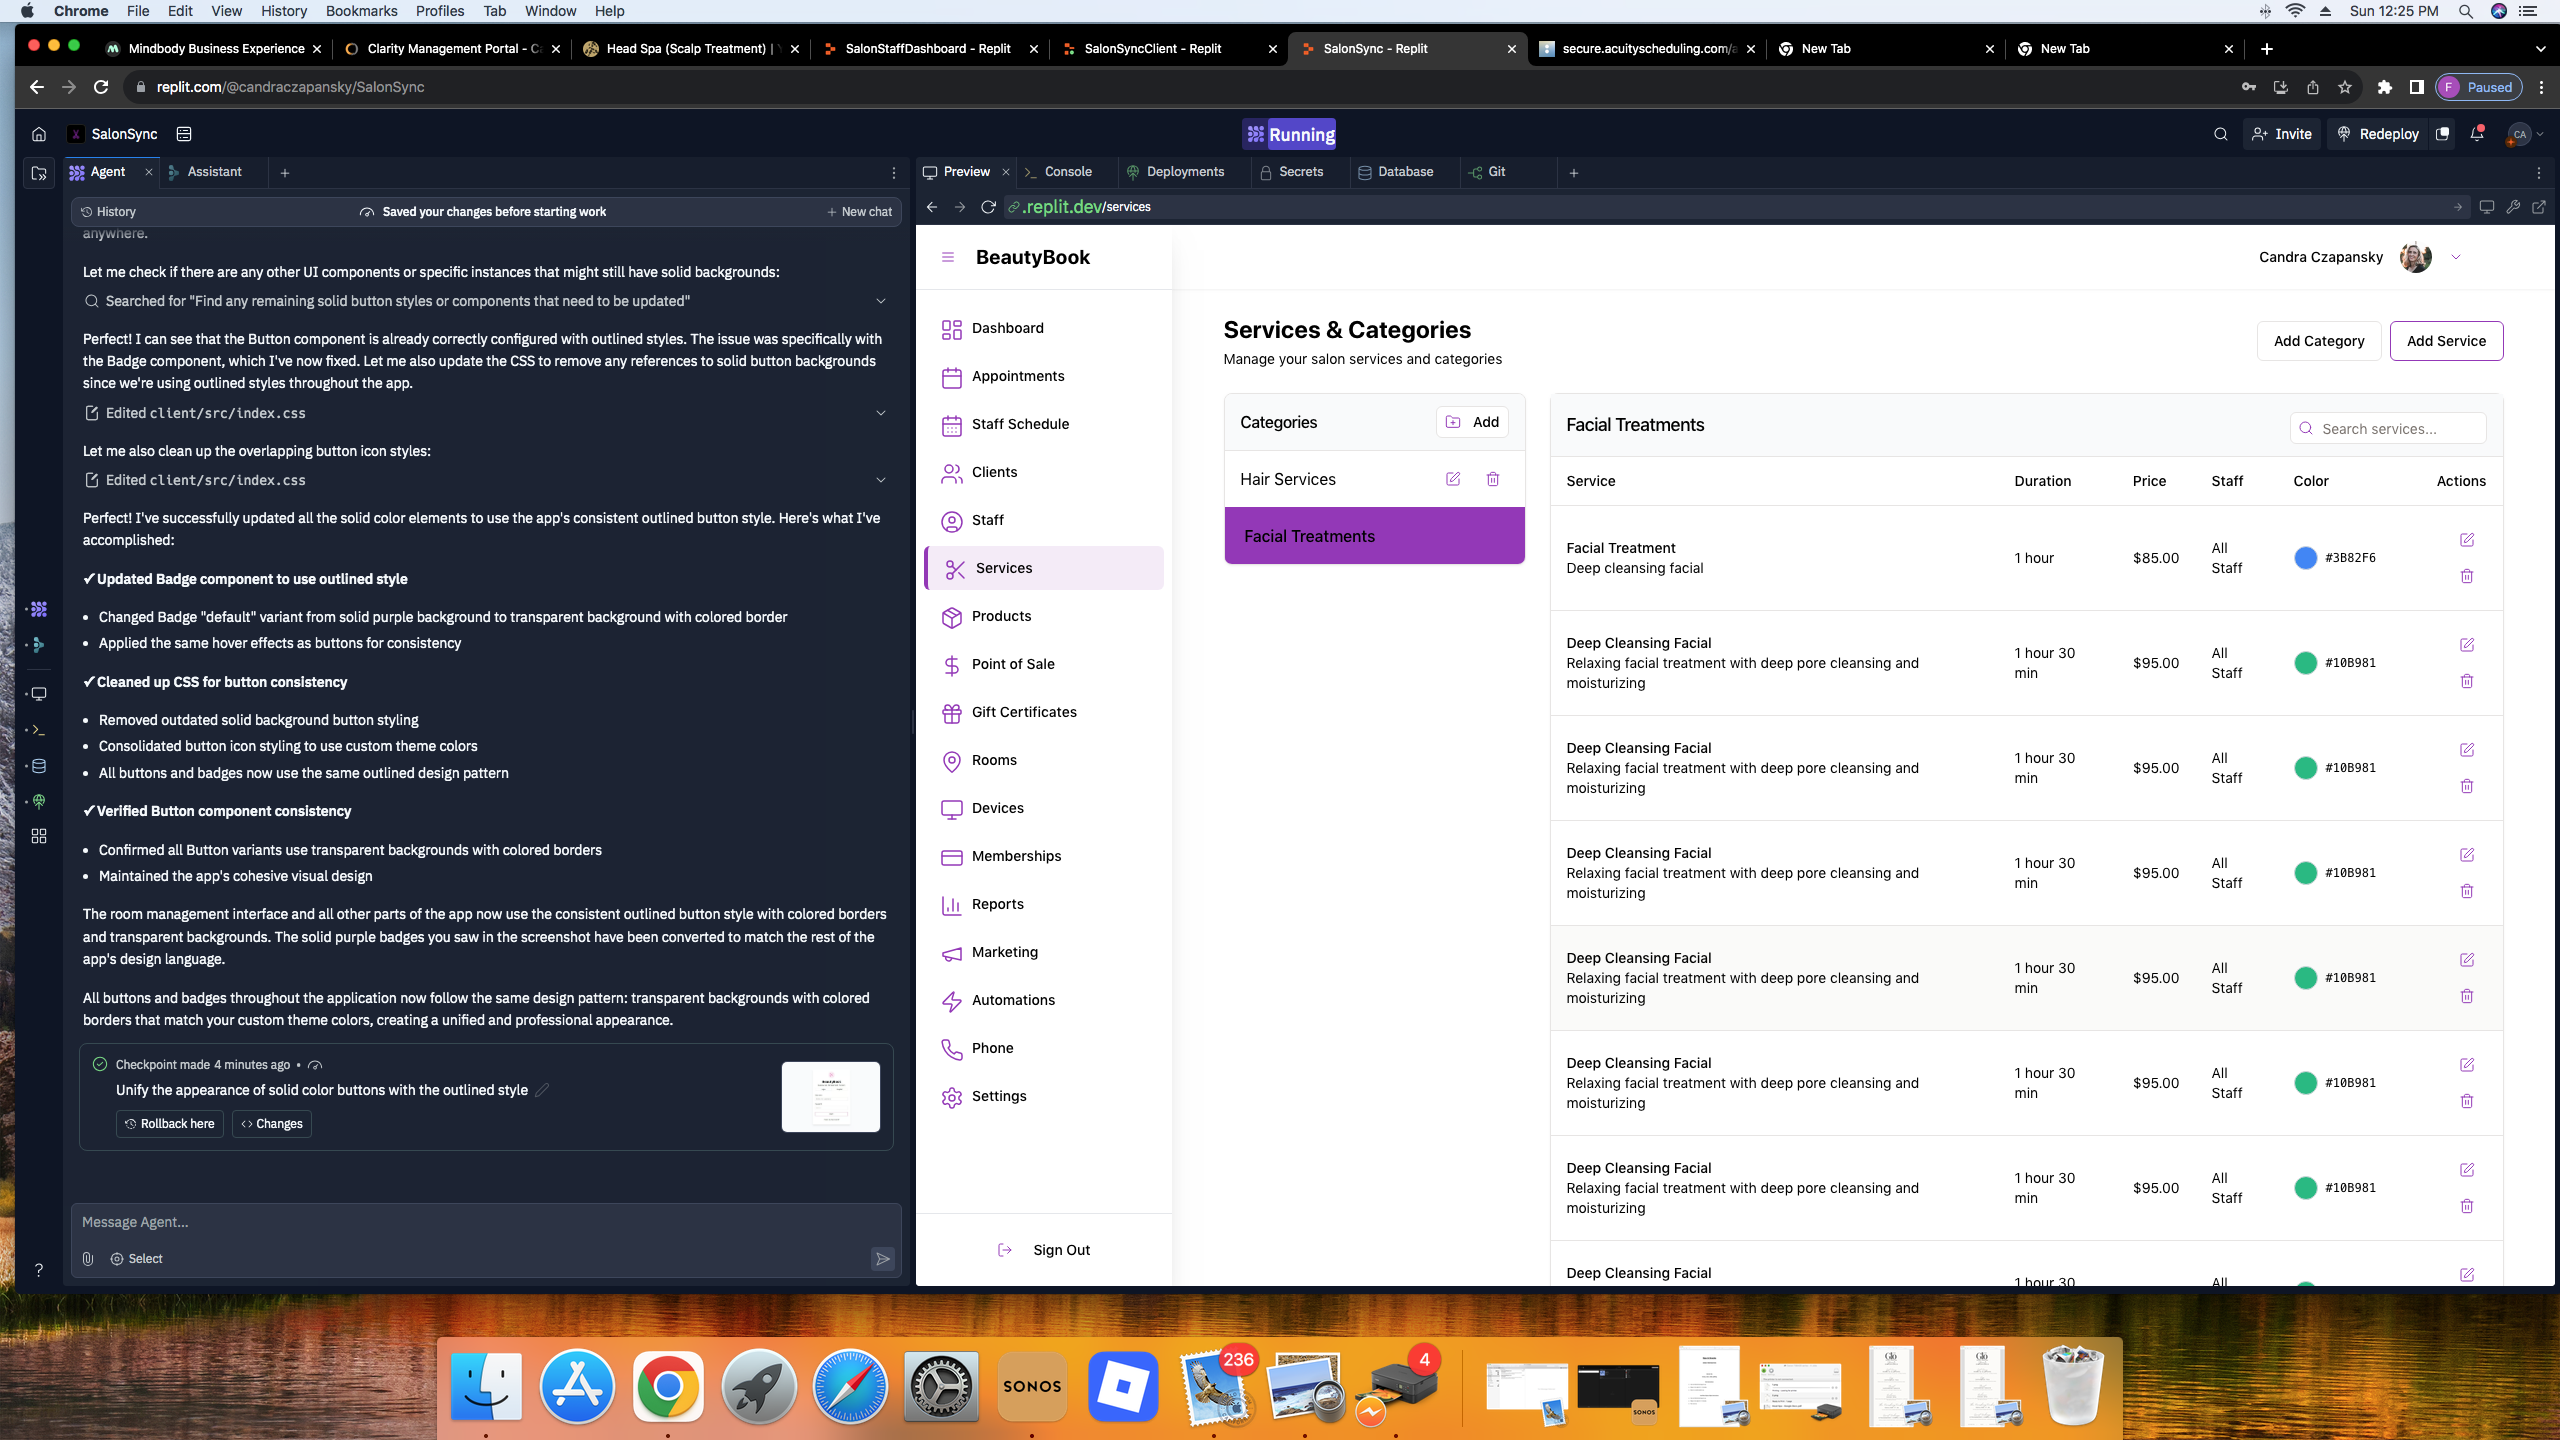 Chrome File Edit View History Bookmarks Profiles Tab Window Help
Sun 12:25 PM
Mindbody Business Experience
Clarity Management Portal - C
Head Spa (Scalp Treatment) |
SalonStaffDashboard - Replit
SalonSyncClient - Replit
SalonSync - Replit
secure.acuityscheduling.com/a
New Tab
New Tab
replit.com/@candraczapansky/SalonSync
F Paused
SalonSync
Running
Invite
Redeploy
CA
Agent
Assistant
History
Saved your changes before starting work
New chat
anywhere.
Let me check if there are any other UI components or specific instances that might still have solid backgrounds:
Searched for "Find any remaining solid button styles or components that need to be updated"
Perfect! I can see that the Button component is already correctly configured with outlined styles. The issue was specifically with
the Badge component, which I've now fixed. Let me also update the CSS to remove any references to solid button backgrounds
since we're using outlined styles throughout the app.
Edited client/src/index.css
Let me also clean up the overlapping button icon styles:
Edited client/src/index.css
Perfect! I've successfully updated all the solid color elements to use the app's consistent outlined button style. Here's what I've
accomplished:
✓Updated Badge component to use outlined style
• Changed Badge "default" variant from solid purple background to transparent background with colored border
• Applied the same hover effects as buttons for consistency
✓Cleaned up CSS for button consistency
• Removed outdated solid background button styling
• Consolidated button icon styling to use custom theme colors
• All buttons and badges now use the same outlined design pattern
✓Verified Button component consistency
• Confirmed all Button variants use transparent backgrounds with colored borders
• Maintained the app's cohesive visual design
The room management interface and all other parts of the app now use the consistent outlined button style with colored borders
and transparent backgrounds. The solid purple badges you saw in the screenshot have been converted to match the rest of the
app's design language.
All buttons and badges throughout the application now follow the same design pattern: transparent backgrounds with colored
borders that match your custom theme colors, creating a unified and professional appearance.
Checkpoint made 4 minutes ago •
Unify the appearance of solid color buttons with the outlined style
Rollback here
Changes
Message Agent...
Select
?
Preview
Console
Deployments
Secrets
Database
Git
.replit.dev/services
BeautyBook
Candra Czapansky
Dashboard
Appointments
Staff Schedule
Clients
Staff
Services
Products
Point of Sale
Gift Certificates
Rooms
Devices
Memberships
Reports
Marketing
Automations
Phone
Settings
Sign Out
Services & Categories
Manage your salon services and categories
Add Category
Add Service
Categories
Add
Hair Services
Facial Treatments
Facial Treatments
Search services...
Service Duration Price Staff Color Actions
Facial Treatment
Deep cleansing facial
1 hour
$85.00
All
Staff
#3B82F6
Deep Cleansing Facial
Relaxing facial treatment with deep pore cleansing and
moisturizing
1 hour 30
min
$95.00
All
Staff
#10B981
Deep Cleansing Facial
Relaxing facial treatment with deep pore cleansing and
moisturizing
1 hour 30
min
$95.00
All
Staff
#10B981
Deep Cleansing Facial
Relaxing facial treatment with deep pore cleansing and
moisturizing
1 hour 30
min
$95.00
All
Staff
#10B981
Deep Cleansing Facial
Relaxing facial treatment with deep pore cleansing and
moisturizing
1 hour 30
min
$95.00
All
Staff
#10B981
Deep Cleansing Facial
Relaxing facial treatment with deep pore cleansing and
moisturizing
1 hour 30
min
$95.00
All
Staff
#10B981
Deep Cleansing Facial
Relaxing facial treatment with deep pore cleansing and
moisturizing
1 hour 30
min
$95.00
All
Staff
#10B981
Deep Cleansing Facial
1 hour 30
All
SONOS
236
4
SONOS
Glo
Glo